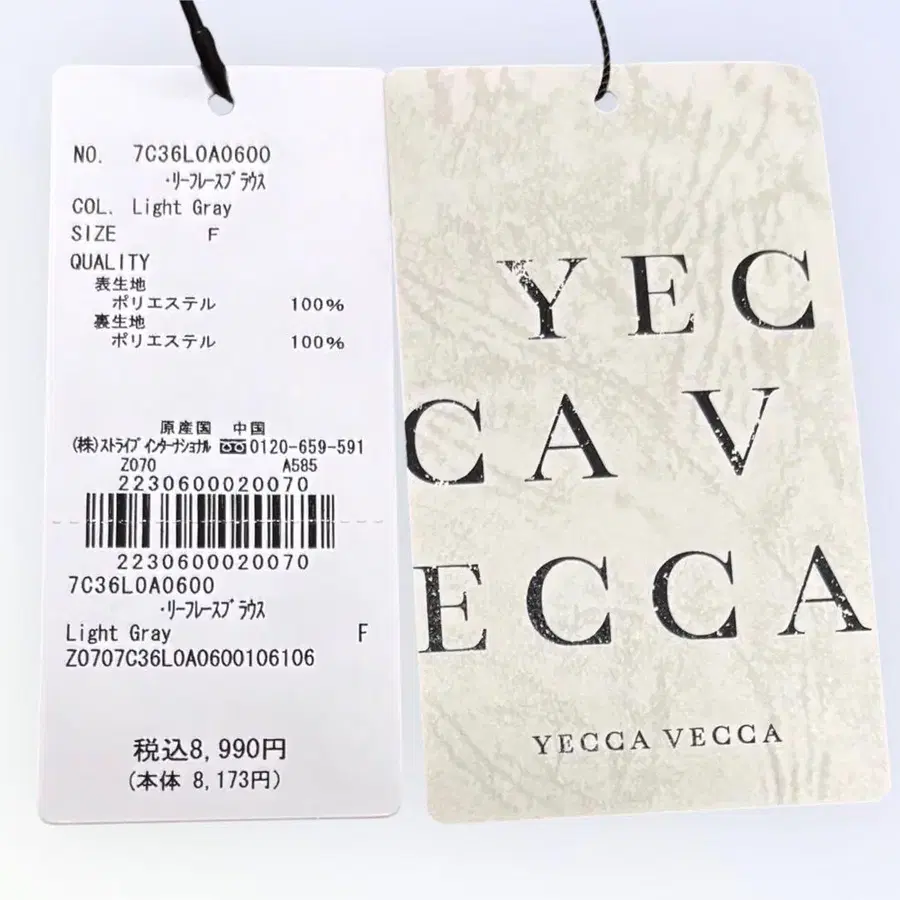 NO. 7C36L0A0600
･ﾘｰﾌﾚｰｽﾌﾞﾗｳｽ
COL. Light Gray
SIZE F
QUALITY
表生地
ポリエステル 100%
裏生地
ポリエステル 100%
原産国 中国
(株)ｽﾄﾗｲﾌﾟｲﾝﾀｰﾅｼｮﾅﾙ 0120-659-591
Z070 A585
2230600020070
2230600020070
7C36L0A0600
･ﾘｰﾌﾚｰｽﾌﾞﾗｳｽ
Light Gray F
Z0707C36L0A0600106106
税込8,990円
(本体 8,173円)
YEC
CA V
ECCA
YECCA VECCA